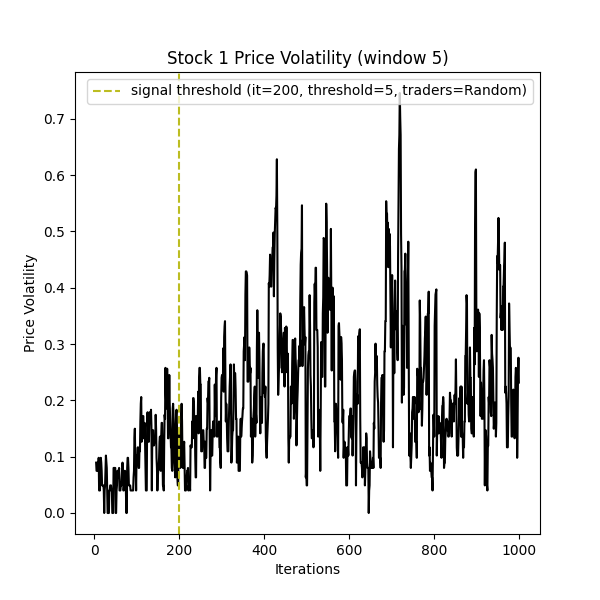 Stock 1 Price Volatility (window 5)
signal threshold (it=200, threshold=5, traders=Random)
Price Volatility
0.7
0.6
0.5
0.4
0.3
0.2
0.1
0.0
0 200 400 600 800 1000
Iterations